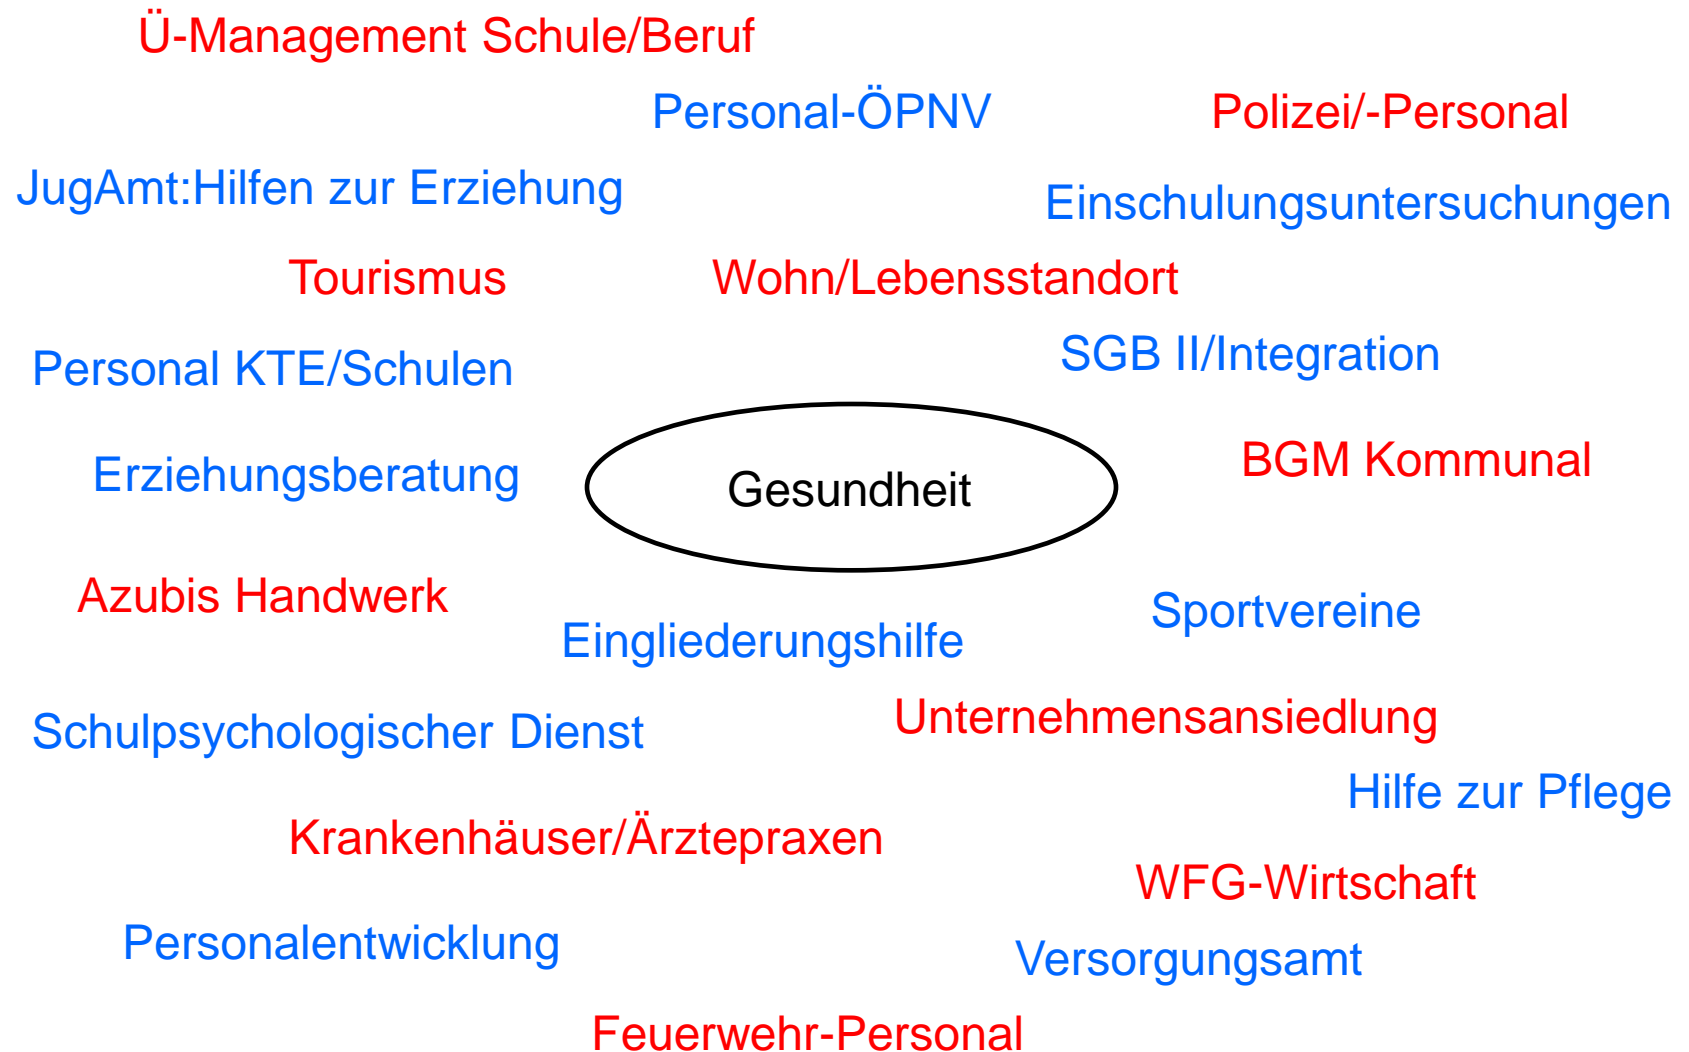 Ü-Management Schule/Beruf
Personal-ÖPNV
Polizei/-Personal
JugAmt:Hilfen zur Erziehung
Einschulungsuntersuchungen
Tourismus
Wohn/Lebensstandort
Personal KTE/Schulen
SGB II/Integration
Erziehungsberatung
Gesundheit
BGM Kommunal
Azubis Handwerk
Eingliederungshilfe
Sportvereine
Schulpsychologischer Dienst
Unternehmensansiedlung
Hilfe zur Pflege
Krankenhäuser/Ärztepraxen
WFG-Wirtschaft
Personalentwicklung
Versorgungsamt
Feuerwehr-Personal